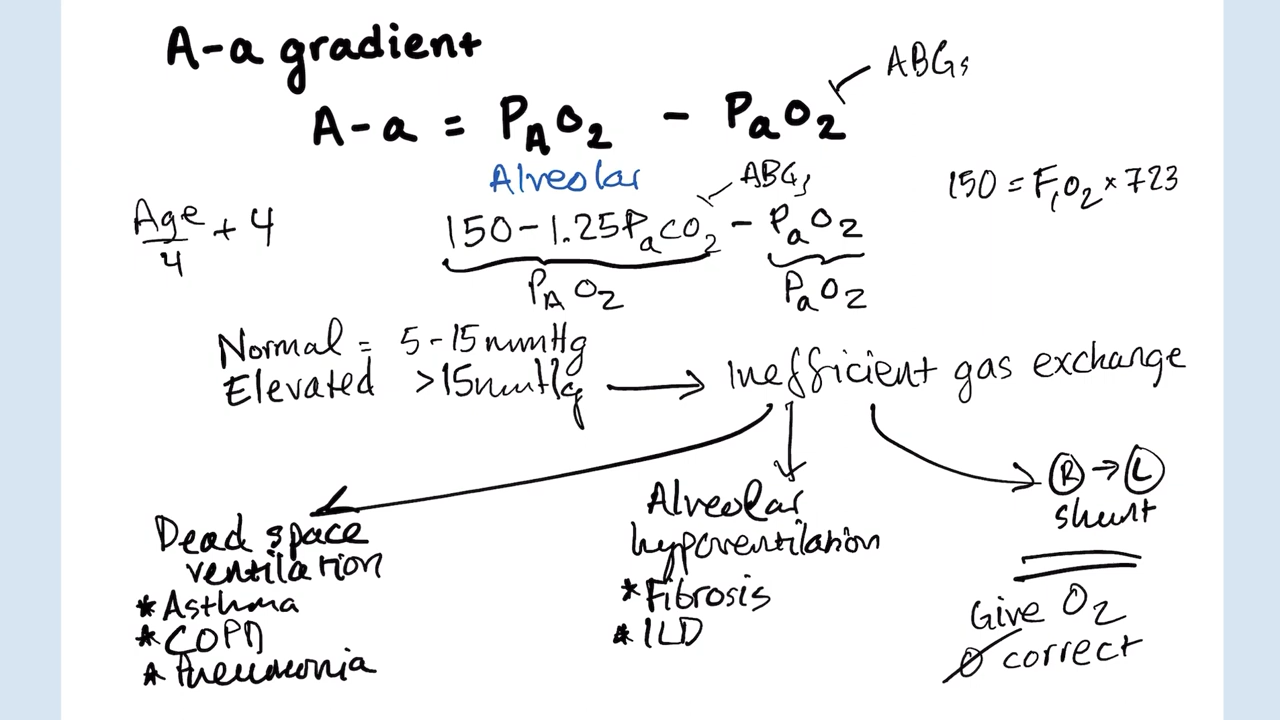 A-a gradient
ABGs
A-a = PAO2 - PaO2
Alveolar
ABGs
150 = FIO2 × 723
Age/4 + 4
150 - 1.25PaCO2 - PaO2
PAO2
PaO2
Normal = 5-15mmHg
Elevated >15mmHg → Inefficient gas exchange
Dead space
ventilation
* Asthma
* COPD
* Pneumonia
Alveolar
hypoventilation
* Fibrosis
* ILD
R → L
shunt
Give O2
Ø correct